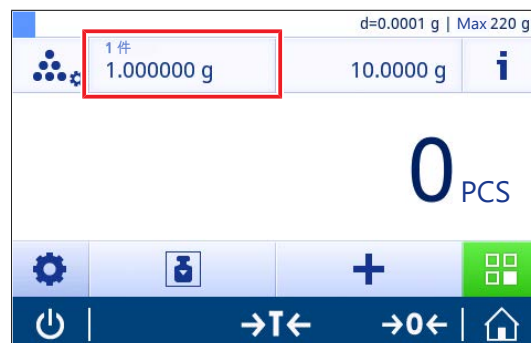 d=0.0001 g | Max 220 g
1 件
1.000000 g
10.0000 g
i
0 PCS
→T←
→0←